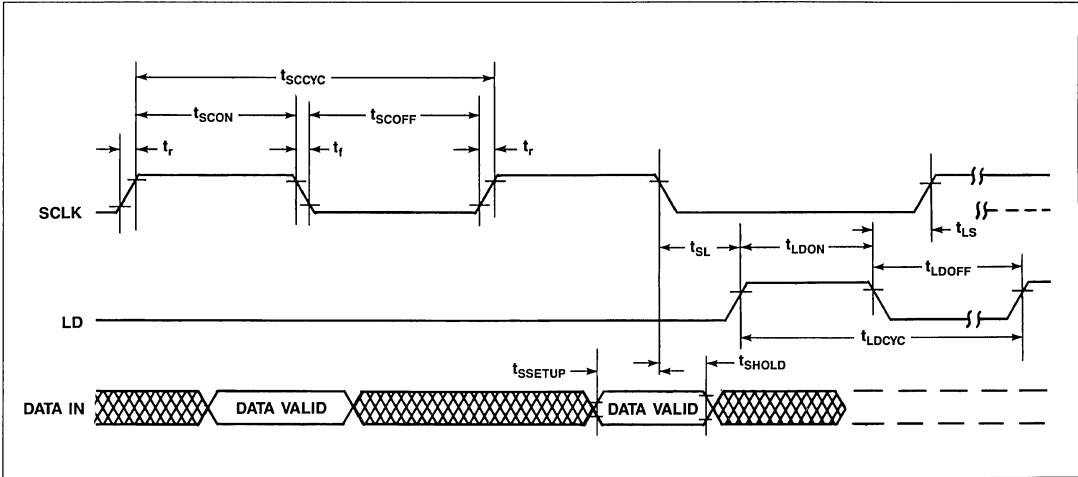 tSCCYC
tSCON tSCOFF
tr tf tr
SCLK
tLS
tSL tLDON
tLDOFF
LD
tLDCYC
tSSETUP tSHOLD
DATA IN DATA VALID DATA VALID